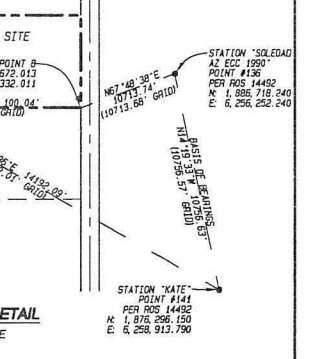 SITE
POINT B
672.013
332.011
100.04'
GRID)
N67°48'38"E
10713.74'
(10713.68' GRID)
STATION "SOLEDAD
AZ ECC 1990"
POINT #136
PER ROS 14492
N: 1,886,718.240
E: 6,256,252.240
BASIS OF BEARINGS
N14°19'33"W 10756.63'
(10756.57' GRID)
14192.09'
GRID)
STATION "KATE"
POINT #141
PER ROS 14492
N: 1,876,296.150
E: 6,258,913.790
ETAIL
E